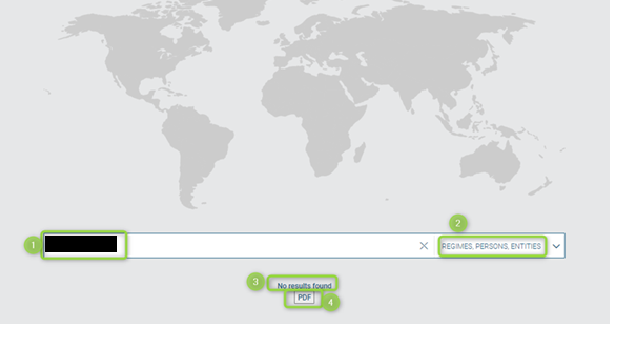 2
1
REGIMES, PERSONS, ENTITIES
3
No results found
PDF
4